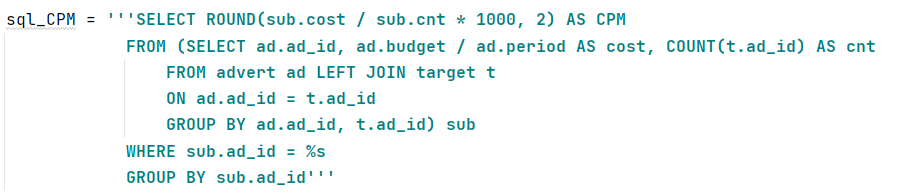 sql_CPM = '''SELECT ROUND(sub.cost / sub.cnt * 1000, 2) AS CPM
FROM (SELECT ad.ad_id, ad.budget / ad.period AS cost, COUNT(t.ad_id) AS cnt
FROM advert ad LEFT JOIN target t
ON ad.ad_id = t.ad_id
GROUP BY ad.ad_id, t.ad_id) sub
WHERE sub.ad_id = %s
GROUP BY sub.ad_id'''